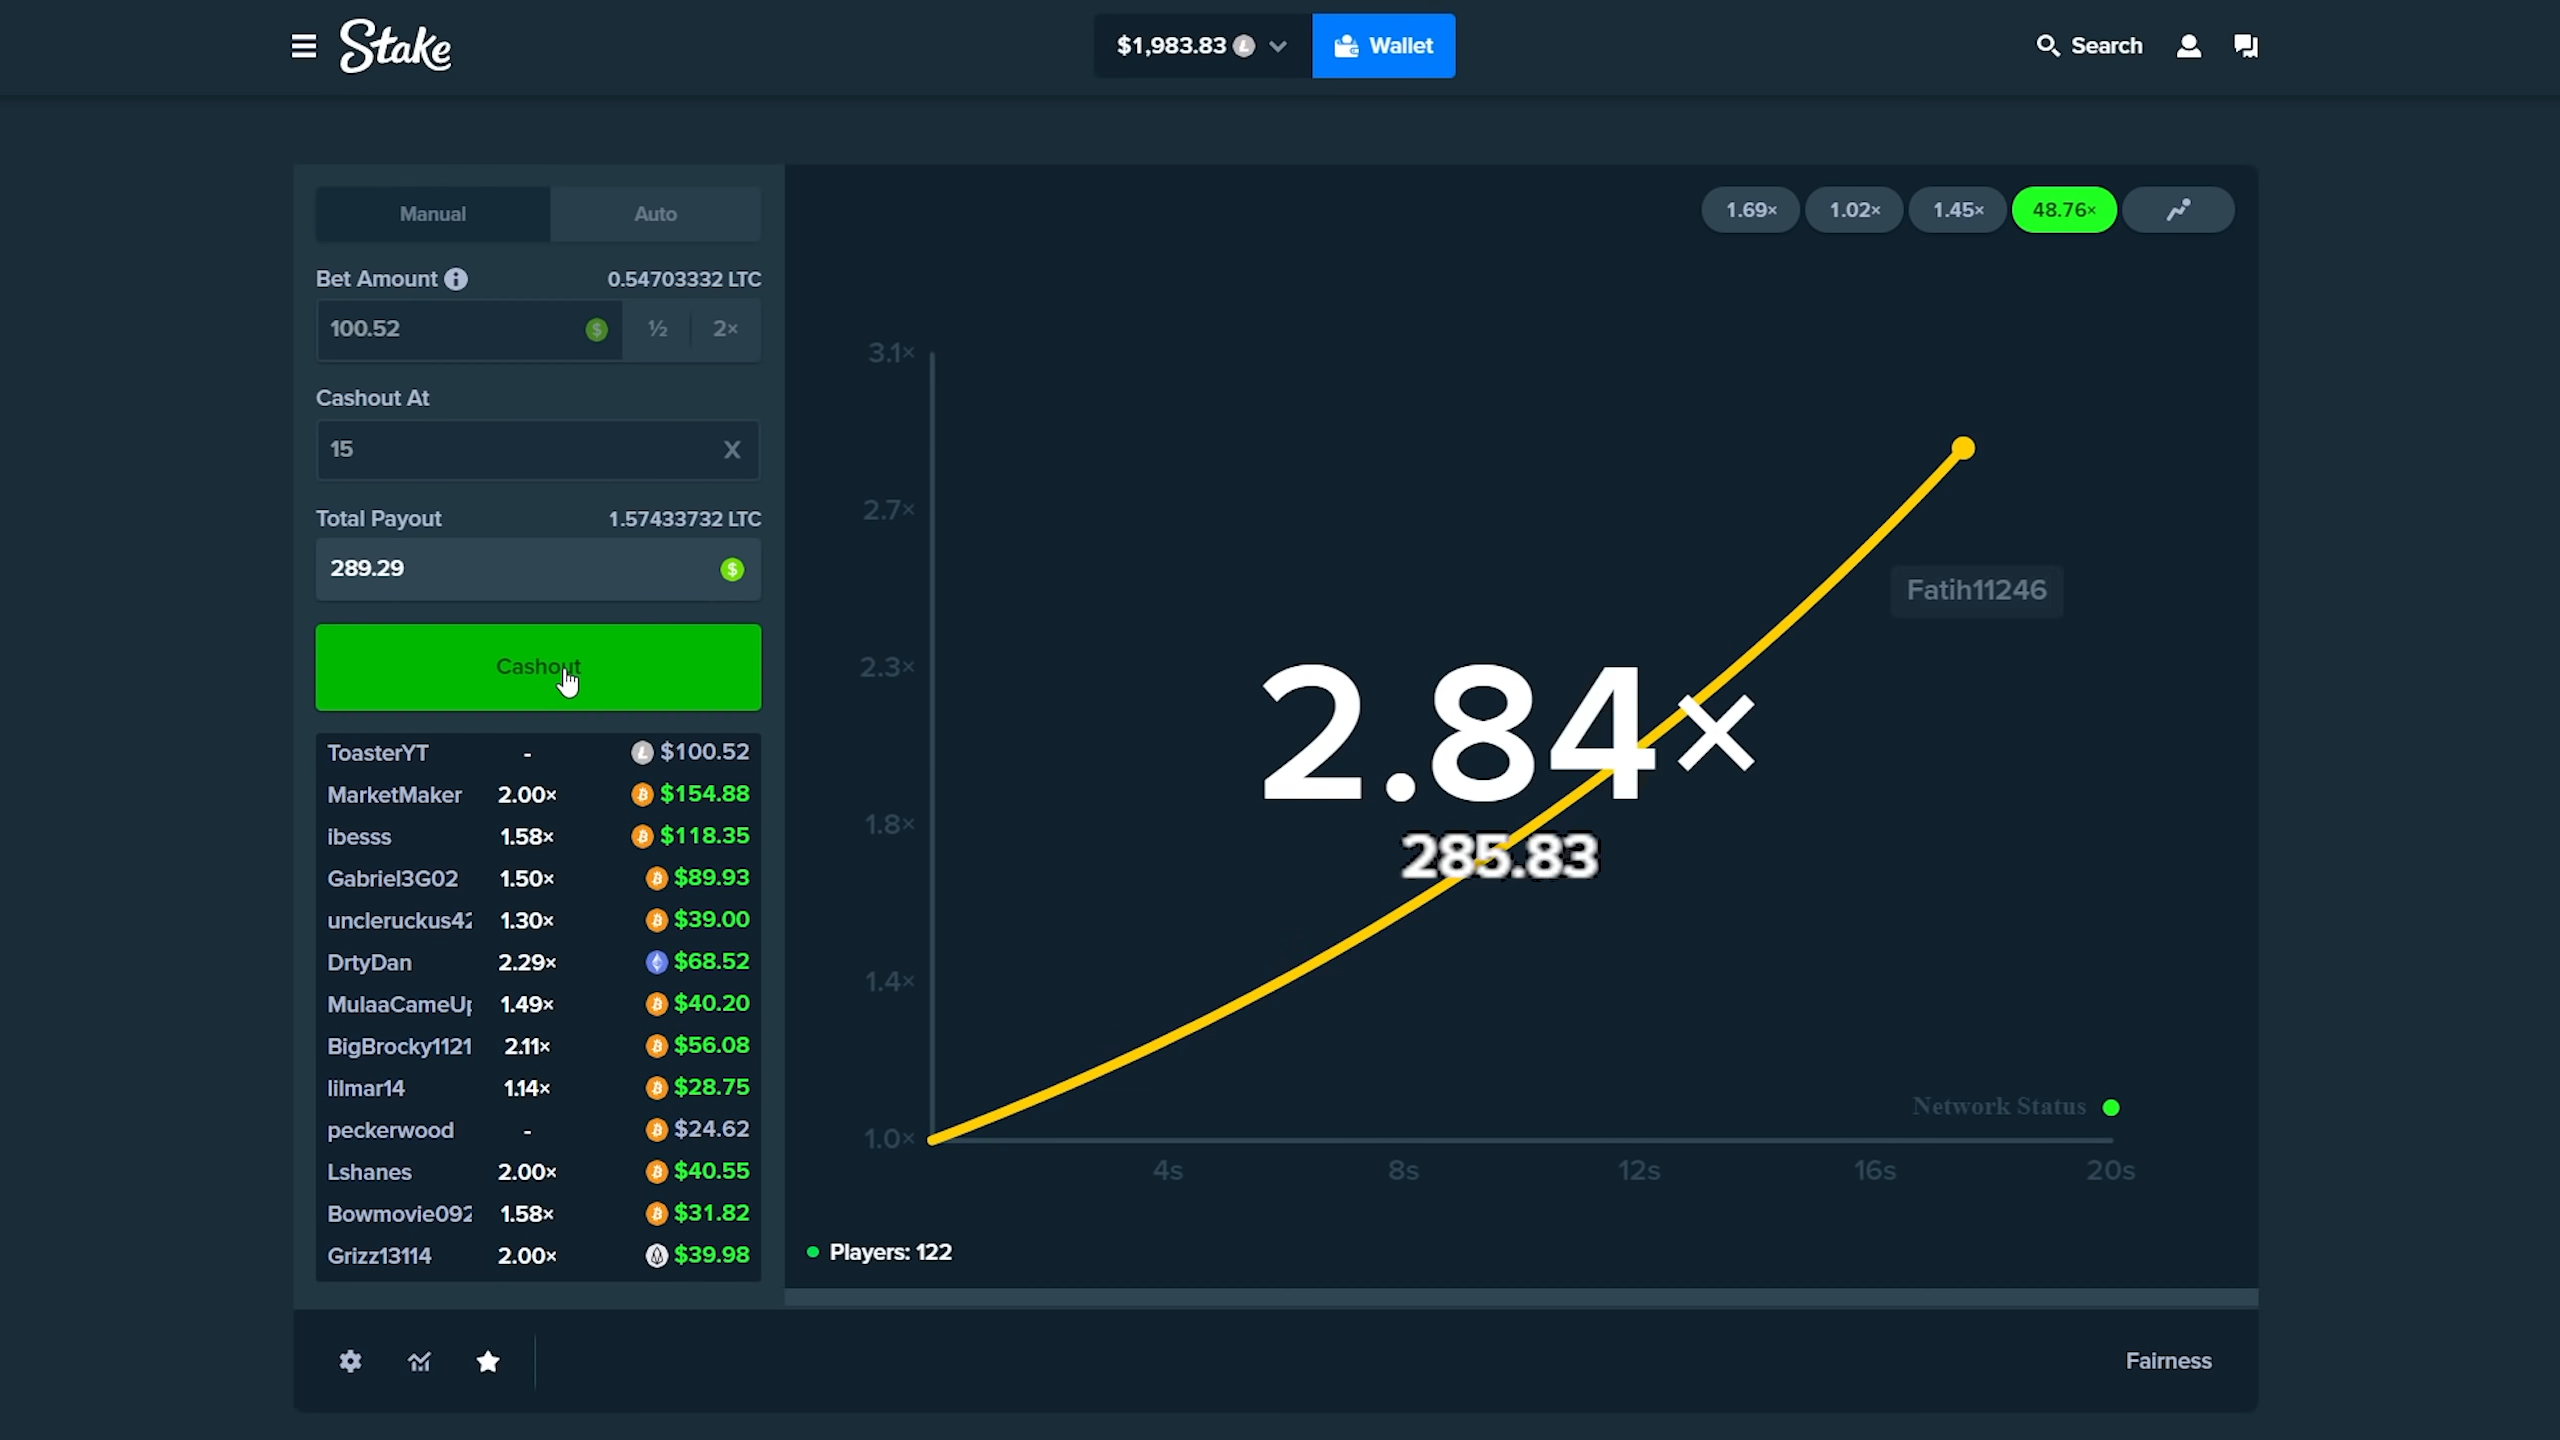 Stake
$1,983.83
Wallet
Search
Manual
Auto
Bet Amount
0.54703332 LTC
100.52
½
2×
Cashout At
15
X
Total Payout
1.57433732 LTC
289.29
Cashout
ToasterYT - $100.52
MarketMaker 2.00× $154.88
ibesss 1.58× $118.35
Gabriel3G02 1.50× $89.93
uncleruckus42 1.30× $39.00
DrtyDan 2.29× $68.52
MulaaCameUp 1.49× $40.20
BigBrocky1121 2.11× $56.08
lilmar14 1.14× $28.75
peckerwood - $24.62
Lshanes 2.00× $40.55
Bowmovie092 1.58× $31.82
Grizz13114 2.00× $39.98
1.69×
1.02×
1.45×
48.76×
3.1×
2.7×
2.3×
1.8×
1.4×
1.0×
Fatih11246
2.84×
285.83
Network Status
4s
8s
12s
16s
20s
Players: 122
Fairness